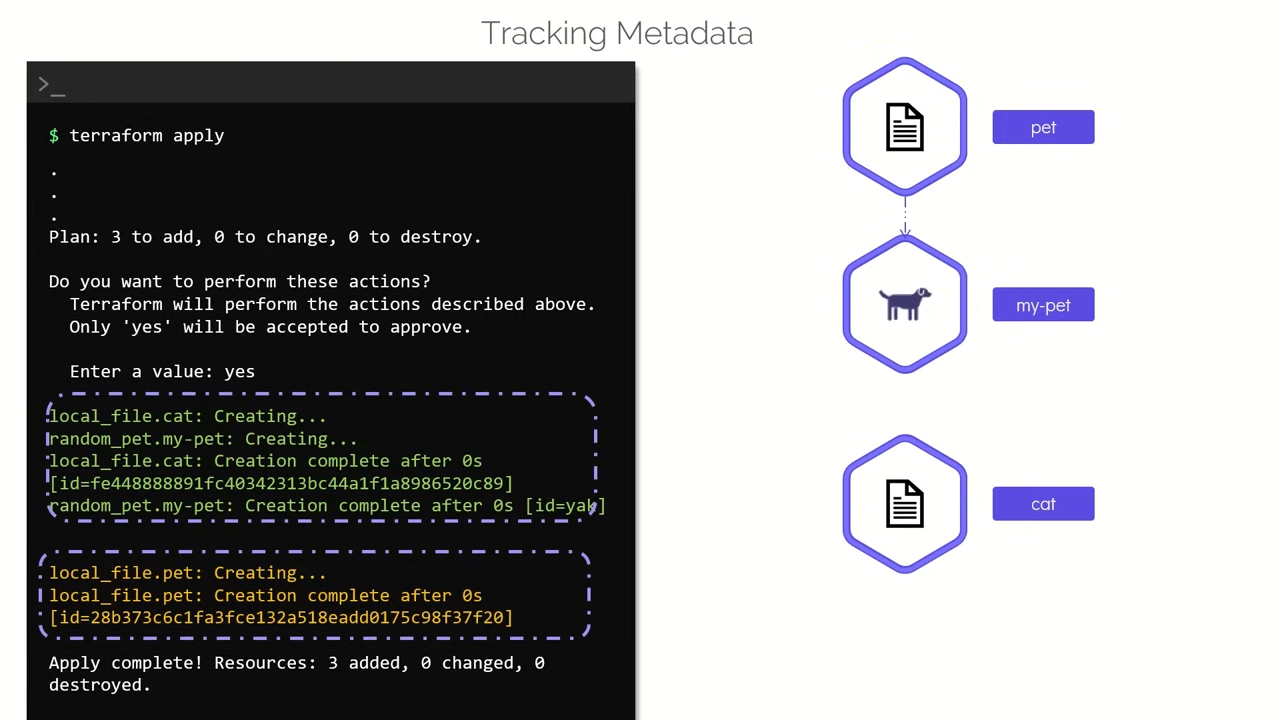 Tracking Metadata
>_
$ terraform apply
.
.
.
Plan: 3 to add, 0 to change, 0 to destroy.
Do you want to perform these actions?
Terraform will perform the actions described above.
Only 'yes' will be accepted to approve.
Enter a value: yes
local_file.cat: Creating...
random_pet.my-pet: Creating...
local_file.cat: Creation complete after 0s
[id=fe448888891fc40342313bc44a1f1a8986520c89]
random_pet.my-pet: Creation complete after 0s [id=yak]
local_file.pet: Creating...
local_file.pet: Creation complete after 0s
[id=28b373c6c1fa3fce132a518eadd0175c98f37f20]
Apply complete! Resources: 3 added, 0 changed, 0
destroyed.
pet
my-pet
cat